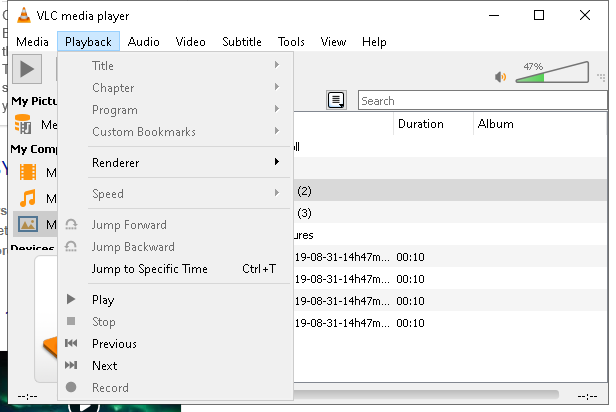 VLC media player
Media Playback Audio Video Subtitle Tools View Help
Title
Chapter
Program
Custom Bookmarks
Renderer
Speed
Jump Forward
Jump Backward
Jump to Specific Time Ctrl+T
Play
Stop
Previous
Next
Record
47%
Search
My Pictu
Me
My Comp
M
M
M
Devices
Duration Album
oll
(2)
(3)
ures
19-08-31-14h47m... 00:10
19-08-31-14h47m... 00:10
19-08-31-14h47m... 00:10
19-08-31-14h47m... 00:10
--:-- --:--